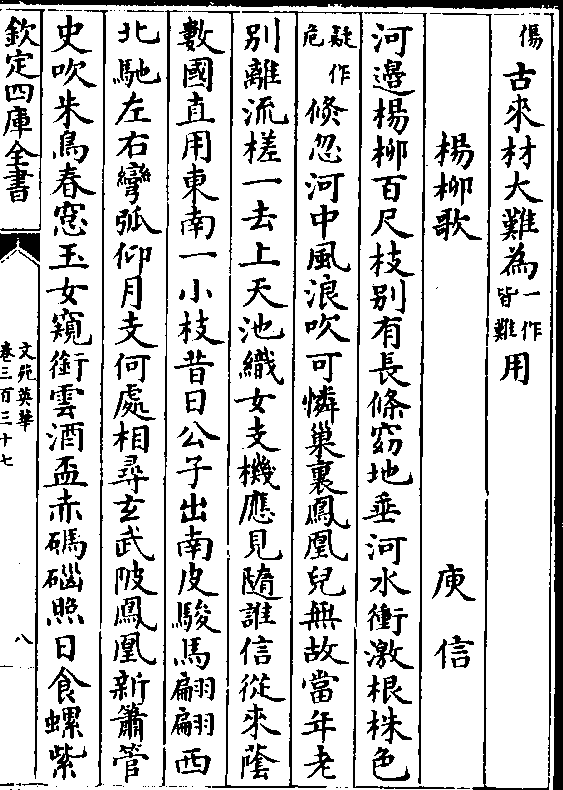 傷古來材大難為一作皆難用
楊柳歌 庾信
河邊楊柳百尺枝别有長條窈地垂河水衝激根株色
疑作危倐忽河中風浪吹可憐巢裏鳳凰兒無故當年老
别離流槎一去上天池織女支機應見隨誰信從來蔭
數國直用東南一小枝昔日公子出南皮駿馬翩翩西
北馳左右彎弧仰月支何處相尋玄武陂鳳凰新簫管
史吹朱鳥春窓玉女窺銜雲酒盃赤碼碯照日食螺紫
欽定四庫全書
文苑英華
卷三百三十七
八